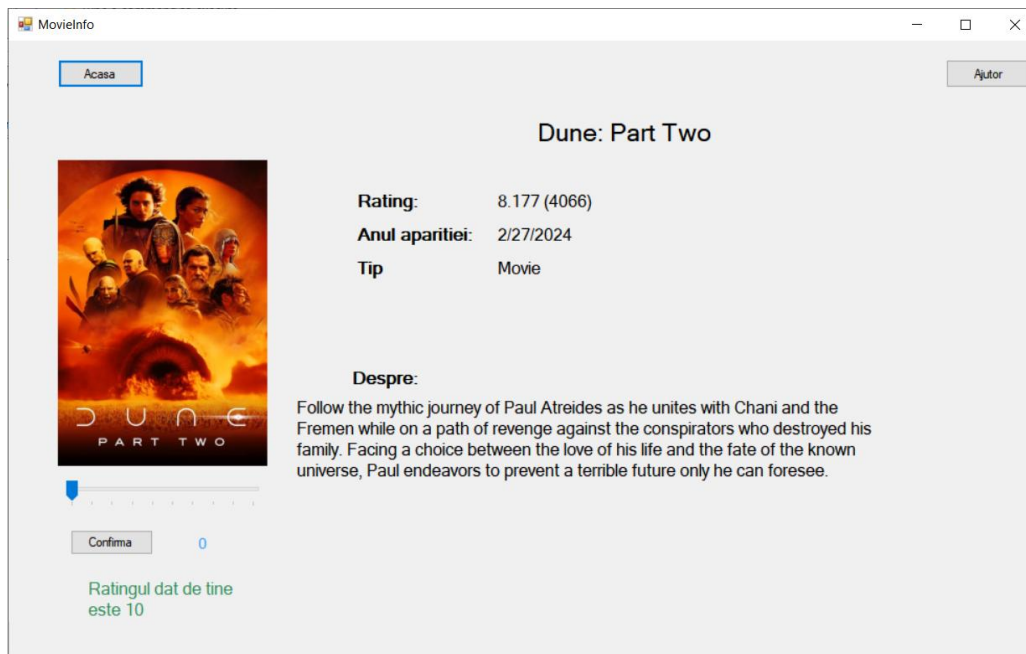 MovieInfo
Acasa
Ajutor
Dune: Part Two
Rating: 8.177 (4066)
Anul aparitiei: 2/27/2024
Tip Movie
DUNE
PART TWO
Despre:
Follow the mythic journey of Paul Atreides as he unites with Chani and the
Fremen while on a path of revenge against the conspirators who destroyed his
family. Facing a choice between the love of his life and the fate of the known
universe, Paul endeavors to prevent a terrible future only he can foresee.
Confirma 0
Ratingul dat de tine
este 10